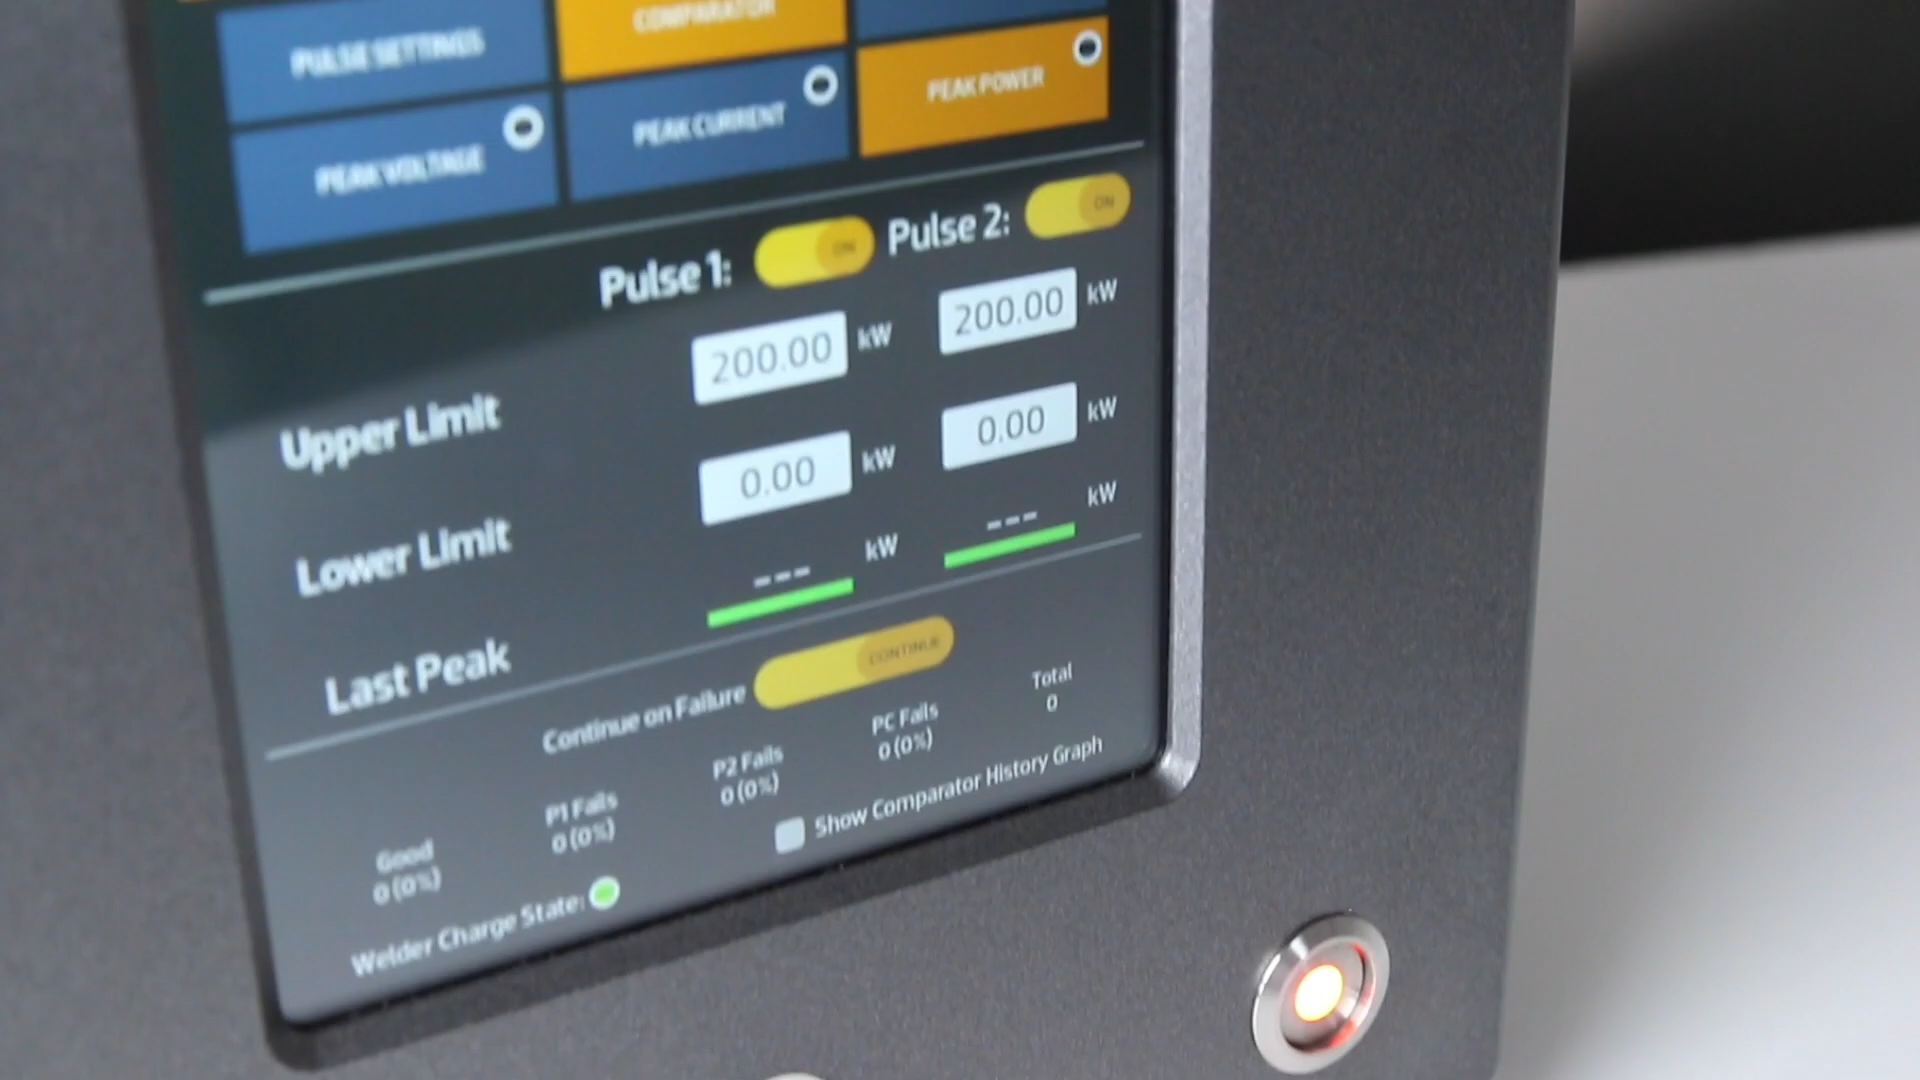 PULSE SETTINGS
COMPARATOR
PEAK VOLTAGE
PEAK CURRENT
PEAK POWER
Pulse 1: ON Pulse 2: ON
Upper Limit 200.00 kW 200.00 kW
Lower Limit 0.00 kW 0.00 kW
Last Peak --- kW --- kW
Continue on Failure CONTINUE
Good P1 Fails P2 Fails PC Fails Total
0 (0%) 0 (0%) 0 (0%) 0 (0%) 0
Welder Charge State: Show Comparator History Graph